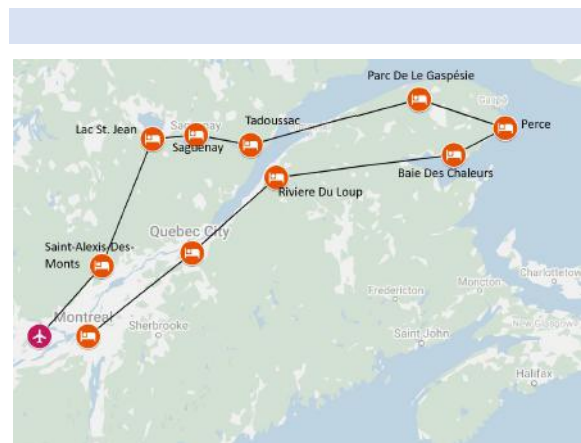 Parc De Le Gaspésie
Tadoussac
Lac St. Jean
Saguenay
Perce
Baie Des Chaleurs
Riviere Du Loup
Quebec City
Saint-Alexis-Des-
Monts
Montreal
Sherbrooke
Fredericton
Moncton
Charlottetow
Saint John
New Glasgow
Halifax